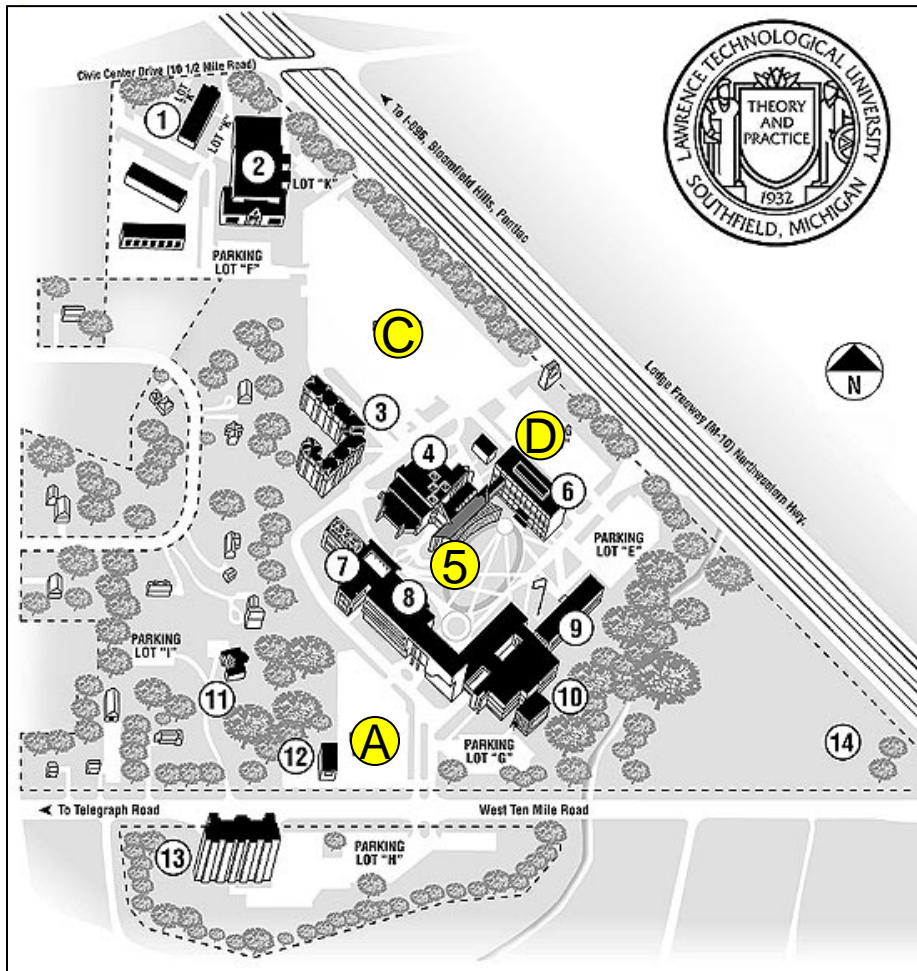 Civic Center Drive (10 1/2 Mile Road)
LAWRENCE TECHNOLOGICAL UNIVERSITY
THEORY
AND
PRACTICE
1932
SOUTHFIELD, MICHIGAN
To I-696, Bloomfield Hills, Pontiac
LOT "K"
1
LOT "K"
2
LOT "K"
PARKING
LOT "F"
C
N
Lodge Freeway (M-10) Northwestern Hwy.
3
D
4
6
PARKING
LOT "E"
5
7
8
9
PARKING
LOT "I"
11
10
A
14
12
PARKING
LOT "G"
To Telegraph Road
West Ten Mile Road
13
PARKING
LOT "H"